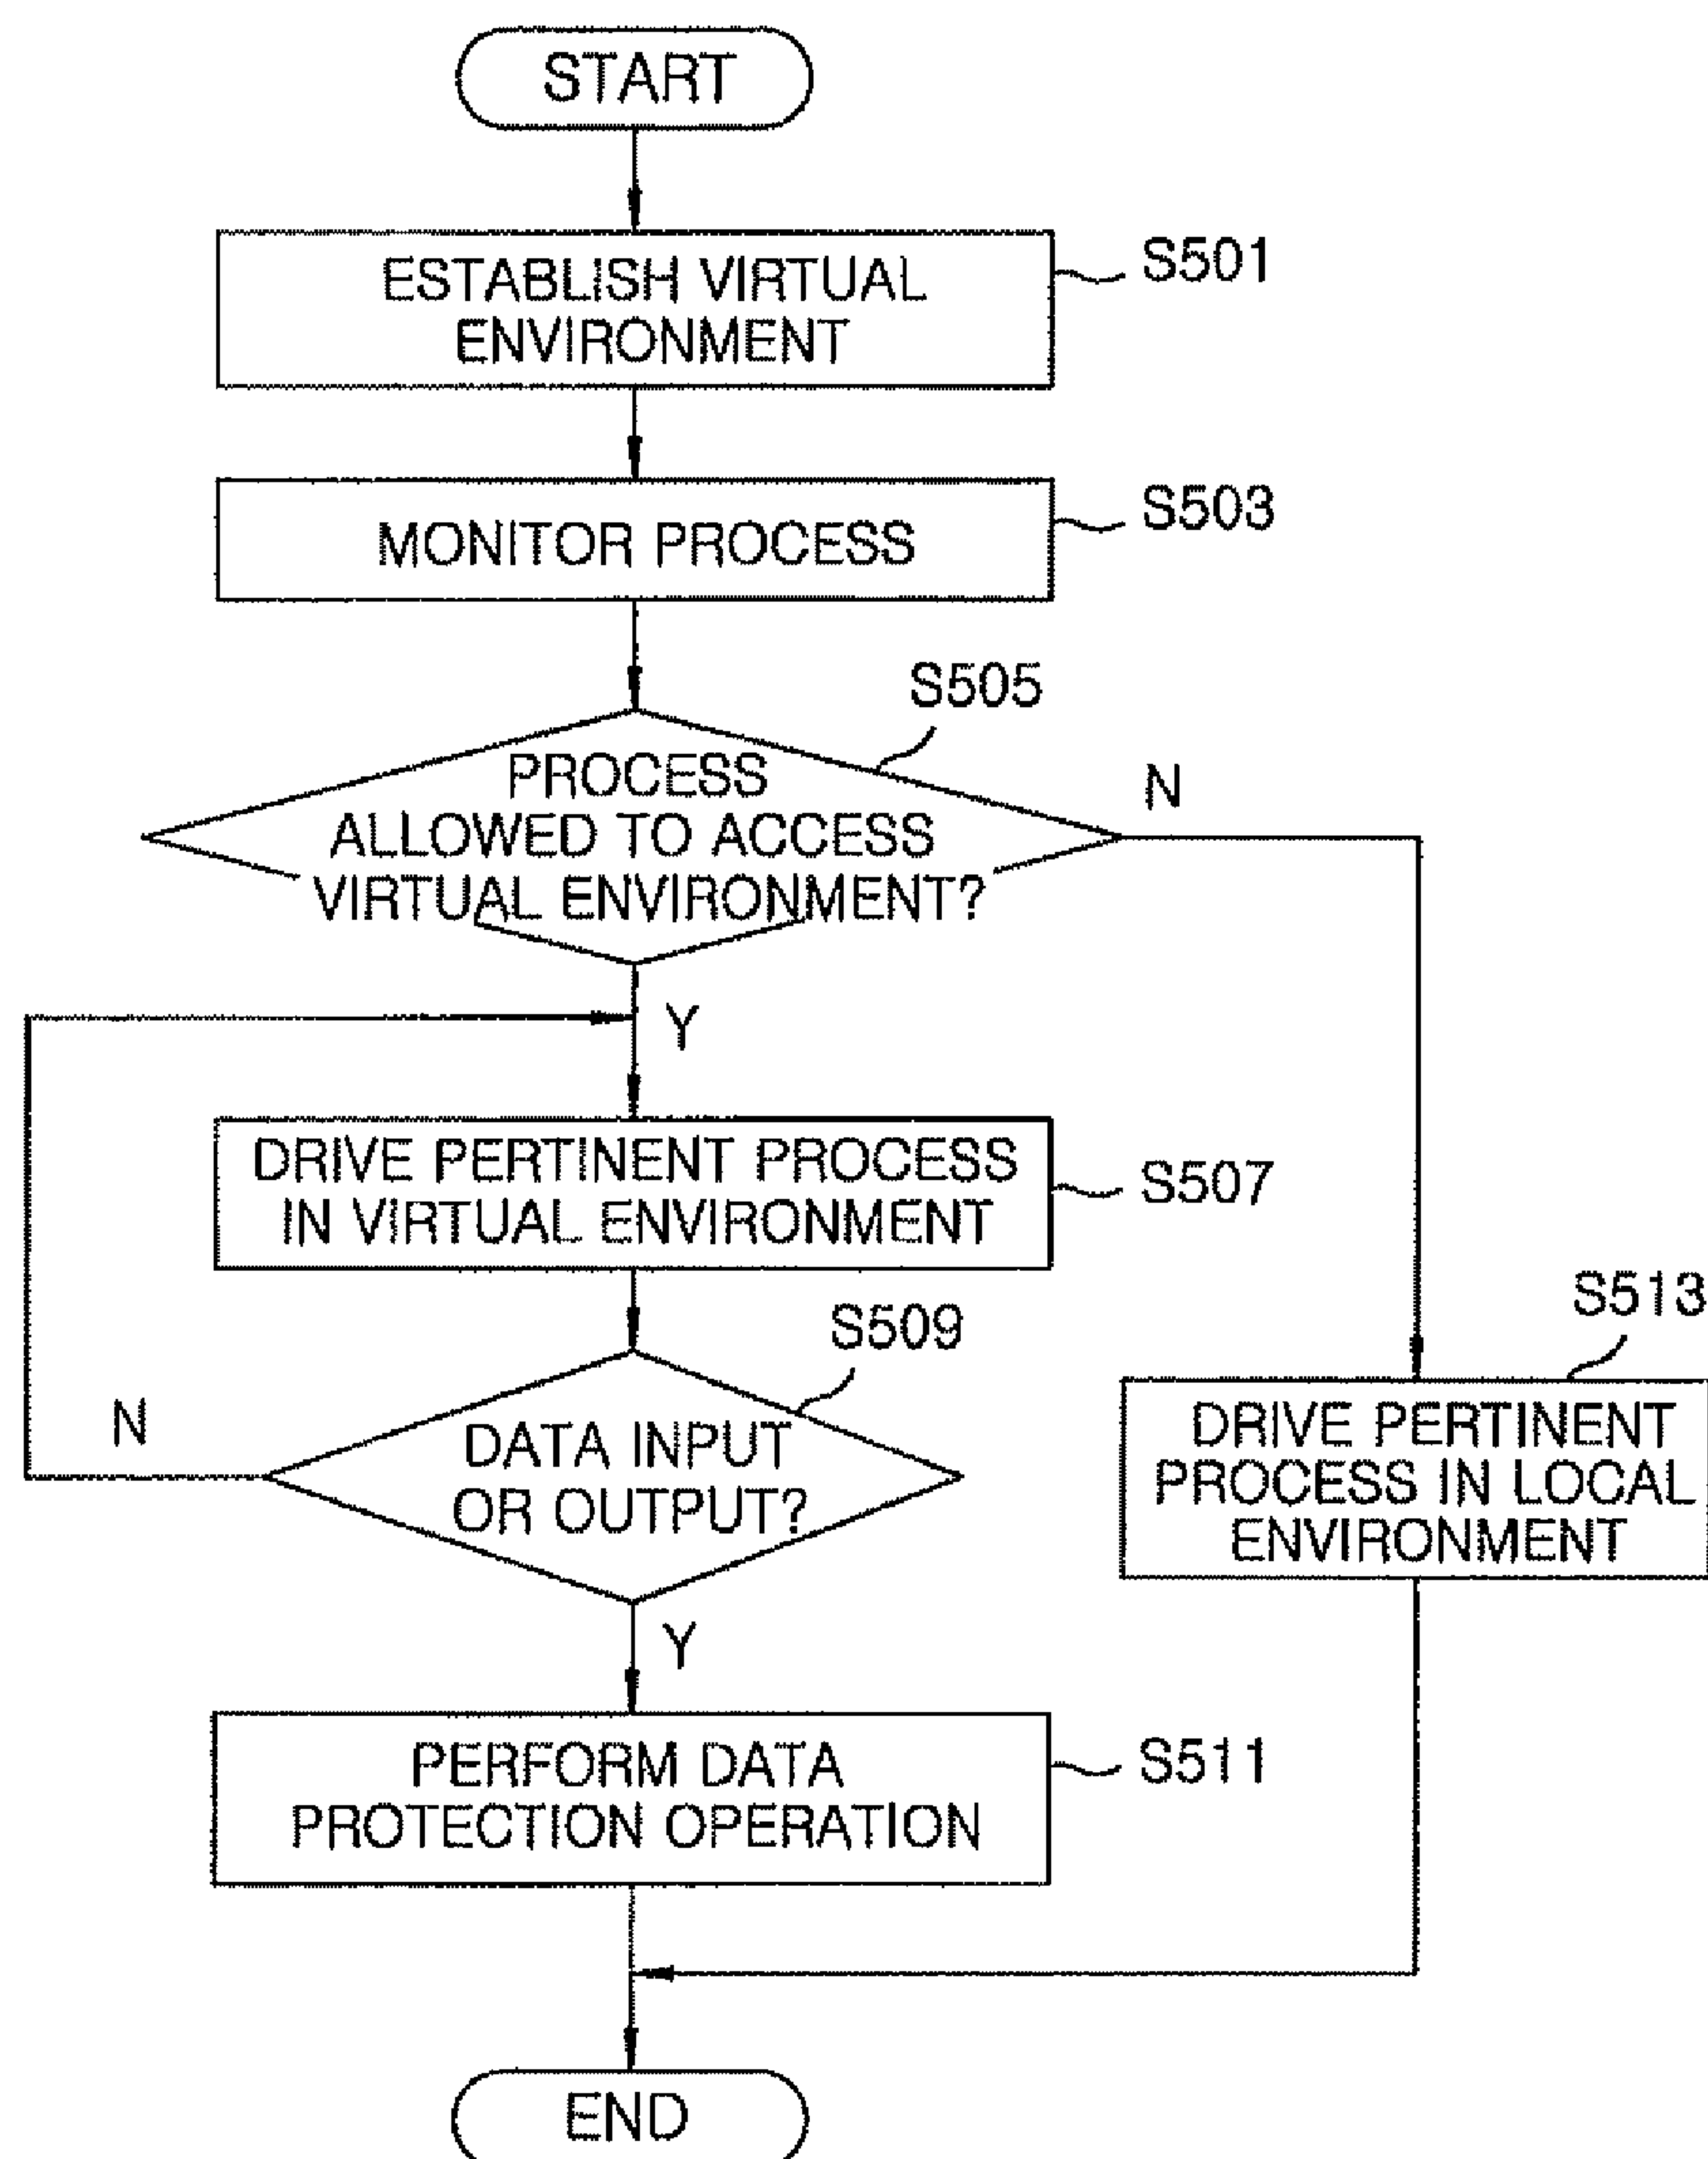 START
ESTABLISH VIRTUAL
ENVIRONMENT
S501
MONITOR PROCESS
S503
S505
PROCESS
ALLOWED TO ACCESS
VIRTUAL ENVIRONMENT?
N
Y
DRIVE PERTINENT PROCESS
IN VIRTUAL ENVIRONMENT
S507
S509
DATA INPUT
OR OUTPUT?
N
Y
S513
DRIVE PERTINENT
PROCESS IN LOCAL
ENVIRONMENT
PERFORM DATA
PROTECTION OPERATION
S511
END